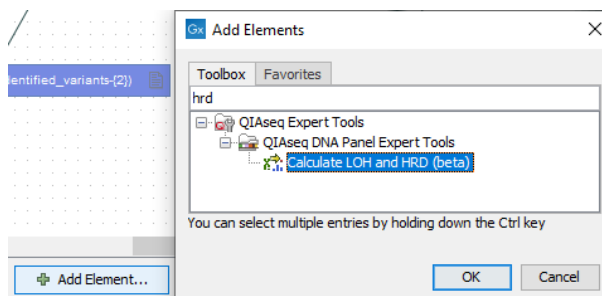 Gx Add Elements
Toolbox Favorites
hrd
entified_variants-{2})
QIAseq Expert Tools
QIAseq DNA Panel Expert Tools
Calculate LOH and HRD (beta)
You can select multiple entries by holding down the Ctrl key
Add Element...
OK Cancel